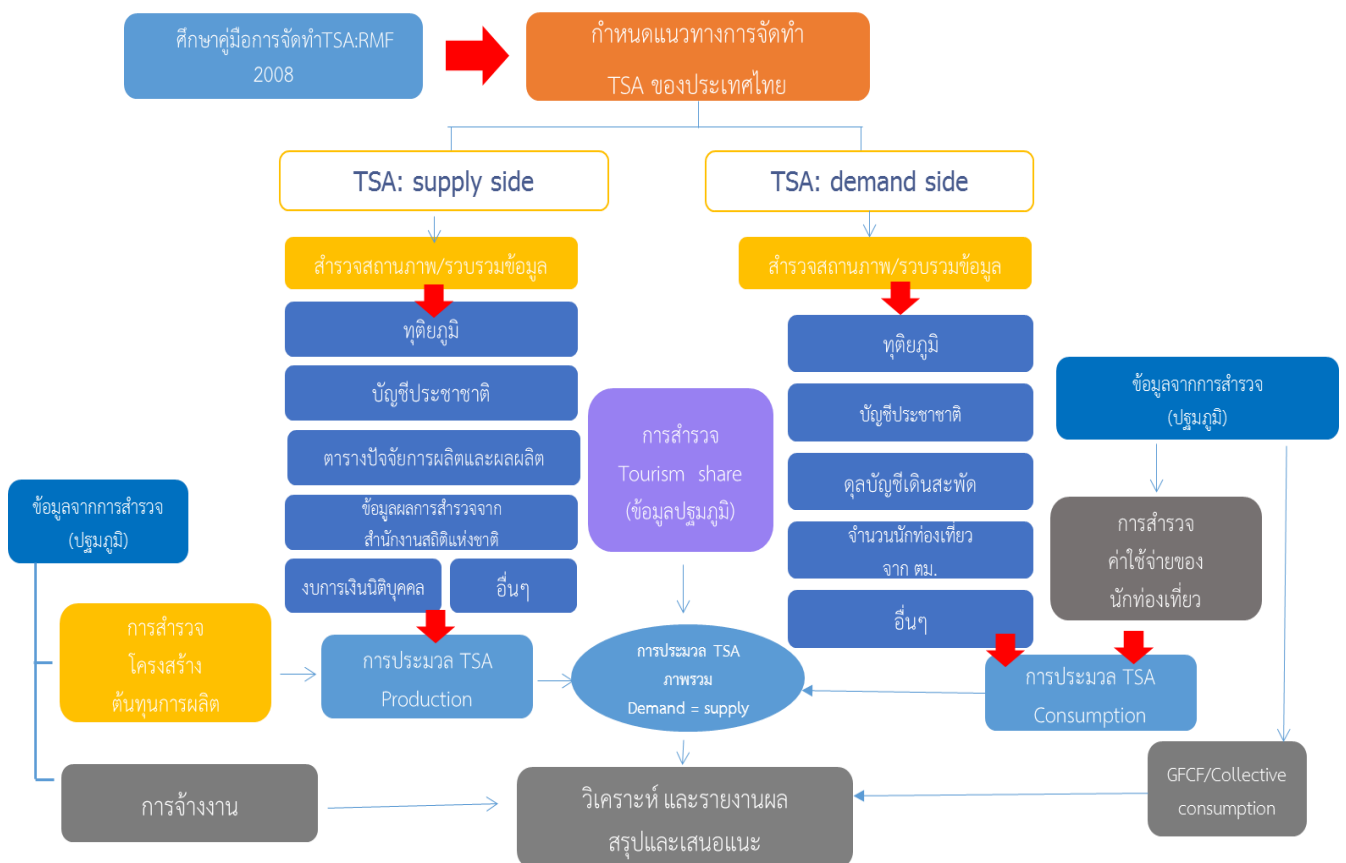 ศึกษาคู่มือการจัดทำTSA:RMF
2008
กำหนดแนวทางการจัดทำ
TSA ของประเทศไทย
TSA: supply side
TSA: demand side
สำรวจสถานภาพ/รวบรวมข้อมูล
ทุติยภูมิ
บัญชีประชาชาติ
ตารางปัจจัยการผลิตและผลผลิต
ข้อมูลผลการสำรวจจาก
สำนักงานสถิติแห่งชาติ
งบการเงินนิติบุคคล
อื่นๆ
สำรวจสถานภาพ/รวบรวมข้อมูล
ทุติยภูมิ
บัญชีประชาชาติ
ดุลบัญชีเดินสะพัด
จำนวนนักท่องเที่ยว
จาก ตม.
อื่นๆ
การสำรวจ
Tourism share
(ข้อมูลปฐมภูมิ)
ข้อมูลจากการสำรวจ
(ปฐมภูมิ)
การสำรวจ
ค่าใช้จ่ายของ
นักท่องเที่ยว
ข้อมูลจากการสำรวจ
(ปฐมภูมิ)
การสำรวจ
โครงสร้าง
ต้นทุนการผลิต
การประมวล TSA
Production
การประมวล TSA
ภาพรวม
Demand = supply
การประมวล TSA
Consumption
การจ้างงาน
วิเคราะห์ และรายงานผล
สรุปและเสนอแนะ
GFCF/Collective
consumption